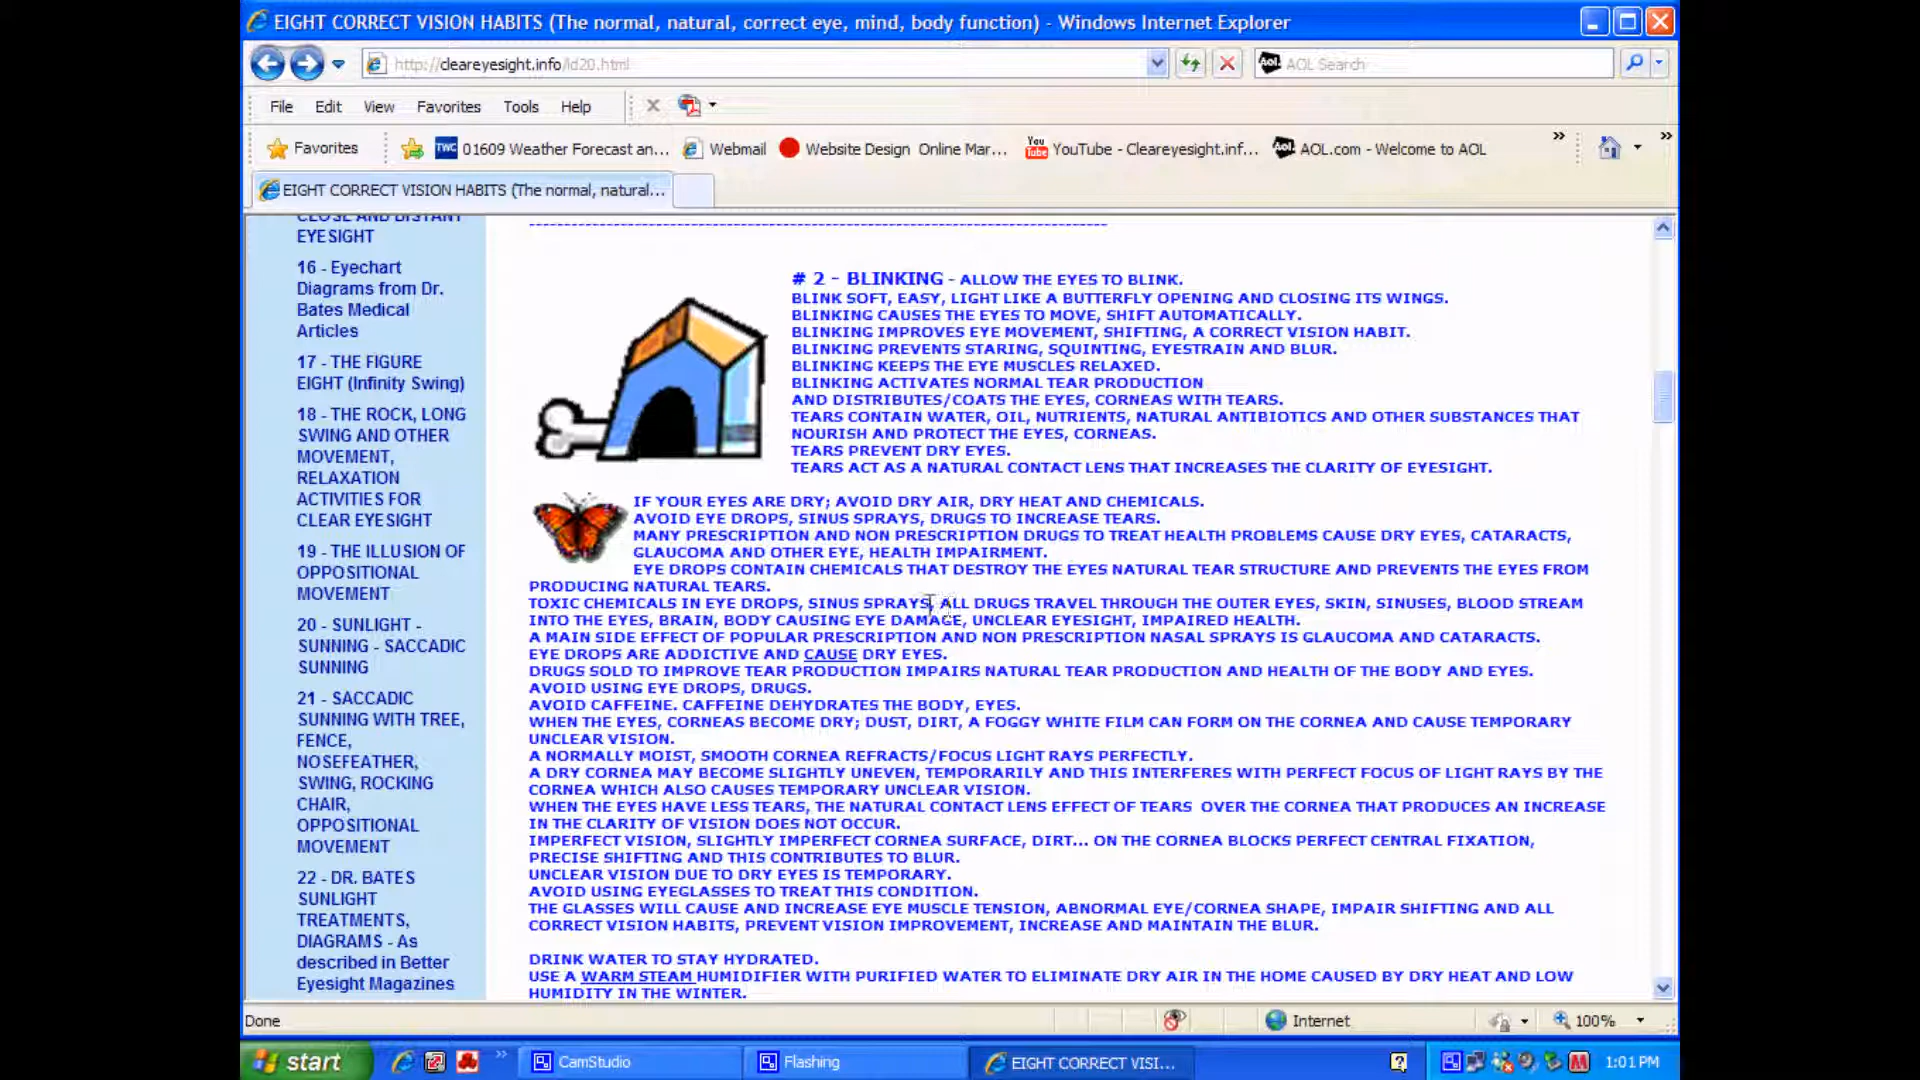 EIGHT CORRECT VISION HABITS (The normal, natural, correct eye, mind, body function) - Windows Internet Explorer
http://cleareyesight.info/id20.html
AOL Search
File Edit View Favorites Tools Help
Favorites
01609 Weather Forecast an...
Webmail
Website Design Online Mar...
YouTube - Cleareyesight.inf...
AOL.com - Welcome to AOL
EIGHT CORRECT VISION HABITS (The normal, natural...
CLOSE AND DISTANT
EYESIGHT
16 - Eyechart
Diagrams from Dr.
Bates Medical
Articles
17 - THE FIGURE
EIGHT (Infinity Swing)
18 - THE ROCK, LONG
SWING AND OTHER
MOVEMENT,
RELAXATION
ACTIVITIES FOR
CLEAR EYESIGHT
19 - THE ILLUSION OF
OPPOSITIONAL
MOVEMENT
20 - SUNLIGHT -
SUNNING - SACCADIC
SUNNING
21 - SACCADIC
SUNNING WITH TREE,
FENCE,
NOSEFEATHER,
SWING, ROCKING
CHAIR,
OPPOSITIONAL
MOVEMENT
22 - DR. BATES
SUNLIGHT
TREATMENTS,
DIAGRAMS - As
described in Better
Eyesight Magazines
# 2 - BLINKING - ALLOW THE EYES TO BLINK.
BLINK SOFT, EASY, LIGHT LIKE A BUTTERFLY OPENING AND CLOSING ITS WINGS.
BLINKING CAUSES THE EYES TO MOVE, SHIFT AUTOMATICALLY.
BLINKING IMPROVES EYE MOVEMENT, SHIFTING, A CORRECT VISION HABIT.
BLINKING PREVENTS STARING, SQUINTING, EYESTRAIN AND BLUR.
BLINKING KEEPS THE EYE MUSCLES RELAXED.
BLINKING ACTIVATES NORMAL TEAR PRODUCTION
AND DISTRIBUTES/COATS THE EYES, CORNEAS WITH TEARS.
TEARS CONTAIN WATER, OIL, NUTRIENTS, NATURAL ANTIBIOTICS AND OTHER SUBSTANCES THAT
NOURISH AND PROTECT THE EYES, CORNEAS.
TEARS PREVENT DRY EYES.
TEARS ACT AS A NATURAL CONTACT LENS THAT INCREASES THE CLARITY OF EYESIGHT.
IF YOUR EYES ARE DRY; AVOID DRY AIR, DRY HEAT AND CHEMICALS.
AVOID EYE DROPS, SINUS SPRAYS, DRUGS TO INCREASE TEARS.
MANY PRESCRIPTION AND NON PRESCRIPTION DRUGS TO TREAT HEALTH PROBLEMS CAUSE DRY EYES, CATARACTS,
GLAUCOMA AND OTHER EYE, HEALTH IMPAIRMENT.
EYE DROPS CONTAIN CHEMICALS THAT DESTROY THE EYES NATURAL TEAR STRUCTURE AND PREVENTS THE EYES FROM
PRODUCING NATURAL TEARS.
TOXIC CHEMICALS IN EYE DROPS, SINUS SPRAYS, ALL DRUGS TRAVEL THROUGH THE OUTER EYES, SKIN, SINUSES, BLOOD STREAM
INTO THE EYES, BRAIN, BODY CAUSING EYE DAMAGE, UNCLEAR EYESIGHT, IMPAIRED HEALTH.
A MAIN SIDE EFFECT OF POPULAR PRESCRIPTION AND NON PRESCRIPTION NASAL SPRAYS IS GLAUCOMA AND CATARACTS.
EYE DROPS ARE ADDICTIVE AND CAUSE DRY EYES.
DRUGS SOLD TO IMPROVE TEAR PRODUCTION IMPAIRS NATURAL TEAR PRODUCTION AND HEALTH OF THE BODY AND EYES.
AVOID USING EYE DROPS, DRUGS.
AVOID CAFFEINE. CAFFEINE DEHYDRATES THE BODY, EYES.
WHEN THE EYES, CORNEAS BECOME DRY; DUST, DIRT, A FOGGY WHITE FILM CAN FORM ON THE CORNEA AND CAUSE TEMPORARY
UNCLEAR VISION.
A NORMALLY MOIST, SMOOTH CORNEA REFRACTS/FOCUS LIGHT RAYS PERFECTLY.
A DRY CORNEA MAY BECOME SLIGHTLY UNEVEN, TEMPORARILY AND THIS INTERFERES WITH PERFECT FOCUS OF LIGHT RAYS BY THE
CORNEA WHICH ALSO CAUSES TEMPORARY UNCLEAR VISION.
WHEN THE EYES HAVE LESS TEARS, THE NATURAL CONTACT LENS EFFECT OF TEARS OVER THE CORNEA THAT PRODUCES AN INCREASE
IN THE CLARITY OF VISION DOES NOT OCCUR.
IMPERFECT VISION, SLIGHTLY IMPERFECT CORNEA SURFACE, DIRT... ON THE CORNEA BLOCKS PERFECT CENTRAL FIXATION,
PRECISE SHIFTING AND THIS CONTRIBUTES TO BLUR.
UNCLEAR VISION DUE TO DRY EYES IS TEMPORARY.
AVOID USING EYEGLASSES TO TREAT THIS CONDITION.
THE GLASSES WILL CAUSE AND INCREASE EYE MUSCLE TENSION, ABNORMAL EYE/CORNEA SHAPE, IMPAIR SHIFTING AND ALL
CORRECT VISION HABITS, PREVENT VISION IMPROVEMENT, INCREASE AND MAINTAIN THE BLUR.
DRINK WATER TO STAY HYDRATED.
USE A WARM STEAM HUMIDIFIER WITH PURIFIED WATER TO ELIMINATE DRY AIR IN THE HOME CAUSED BY DRY HEAT AND LOW
HUMIDITY IN THE WINTER.
Done
Internet
100%
start
CamStudio
Flashing
EIGHT CORRECT VISI...
1:01 PM